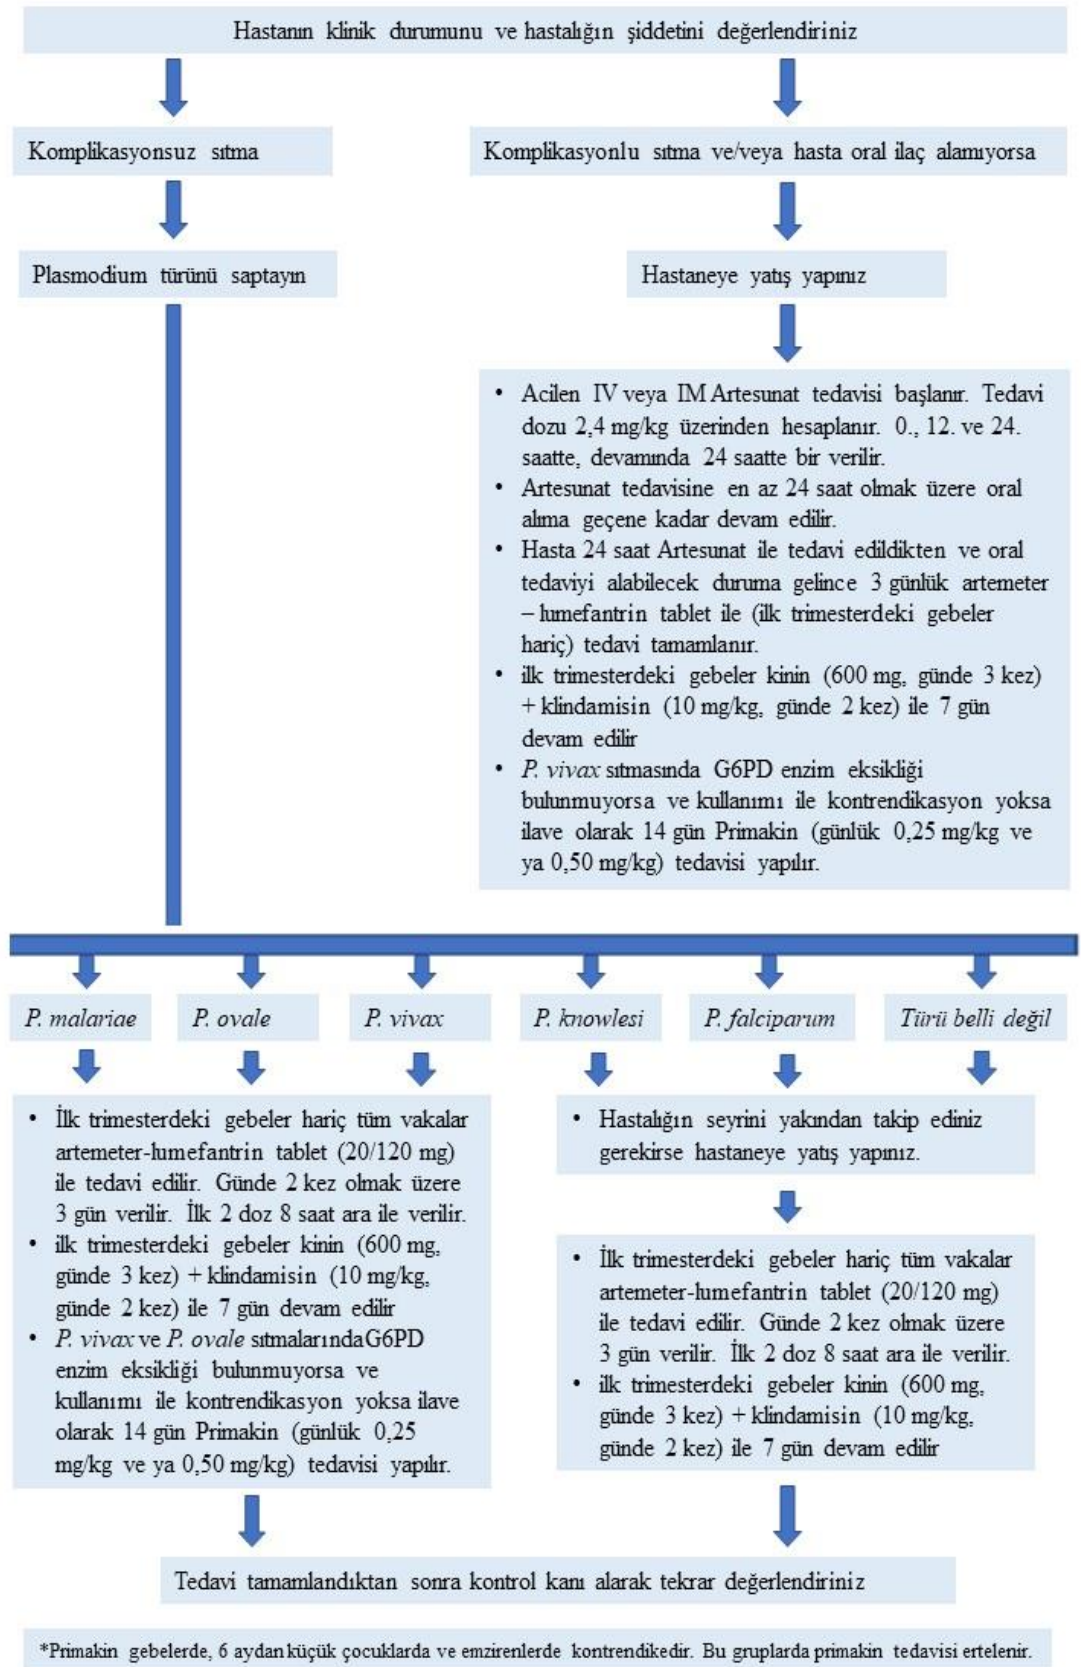 Hastanın klinik durumunu ve hastalığın şiddetini değerlendiriniz
Komplikasyonsuz sıtma
Komplikasyonlu sıtma ve/veya hasta oral ilaç alamıyorsa
Plasmodium türünü saptayın
Hastaneye yatış yapınız
• Acilen IV veya IM Artesunat tedavisi başlanır. Tedavi
dozu 2,4 mg/kg üzerinden hesaplanır. 0., 12. ve 24.
saatte, devamında 24 saatte bir verilir.
• Artesunat tedavisine en az 24 saat olmak üzere oral
alıma geçene kadar devam edilir.
• Hasta 24 saat Artesunat ile tedavi edildikten ve oral
tedaviyi alabilecek duruma gelince 3 günlük artemeter
– lumefantrin tablet ile (ilk trimesterdeki gebeler
hariç) tedavi tamamlanır.
• ilk trimesterdeki gebeler kinin (600 mg, günde 3 kez)
+ klindamisin (10 mg/kg, günde 2 kez) ile 7 gün
devam edilir
• P. vivax sıtmasında G6PD enzim eksikliği
bulunmuyorsa ve kullanımı ile kontrendikasyon yoksa
ilave olarak 14 gün Primakin (günlük 0,25 mg/kg ve
ya 0,50 mg/kg) tedavisi yapılır.
P. malariae
P. ovale
P. vivax
P. knowlesi
P. falciparum
Türü belli değil
• İlk trimesterdeki gebeler hariç tüm vakalar
artemeter-lumefantrin tablet (20/120 mg)
ile tedavi edilir. Günde 2 kez olmak üzere
3 gün verilir. İlk 2 doz 8 saat ara ile verilir.
• ilk trimesterdeki gebeler kinin (600 mg,
günde 3 kez) + klindamisin (10 mg/kg,
günde 2 kez) ile 7 gün devam edilir
• P. vivax ve P. ovale sıtmalarındaG6PD
enzim eksikliği bulunmuyorsa ve
kullanımı ile kontrendikasyon yoksa ilave
olarak 14 gün Primakin (günlük 0,25
mg/kg ve ya 0,50 mg/kg) tedavisi yapılır.
• Hastalığın seyrini yakından takip ediniz
gerekirse hastaneye yatış yapınız.
• İlk trimesterdeki gebeler hariç tüm vakalar
artemeter-lumefantrin tablet (20/120 mg)
ile tedavi edilir. Günde 2 kez olmak üzere
3 gün verilir. İlk 2 doz 8 saat ara ile verilir.
• ilk trimesterdeki gebeler kinin (600 mg,
günde 3 kez) + klindamisin (10 mg/kg,
günde 2 kez) ile 7 gün devam edilir
Tedavi tamamlandıktan sonra kontrol kanı alarak tekrar değerlendiriniz
*Primakin gebelerde, 6 aydan küçük çocuklarda ve emzirenlerde kontrendikedir. Bu gruplarda primakin tedavisi ertelenir.